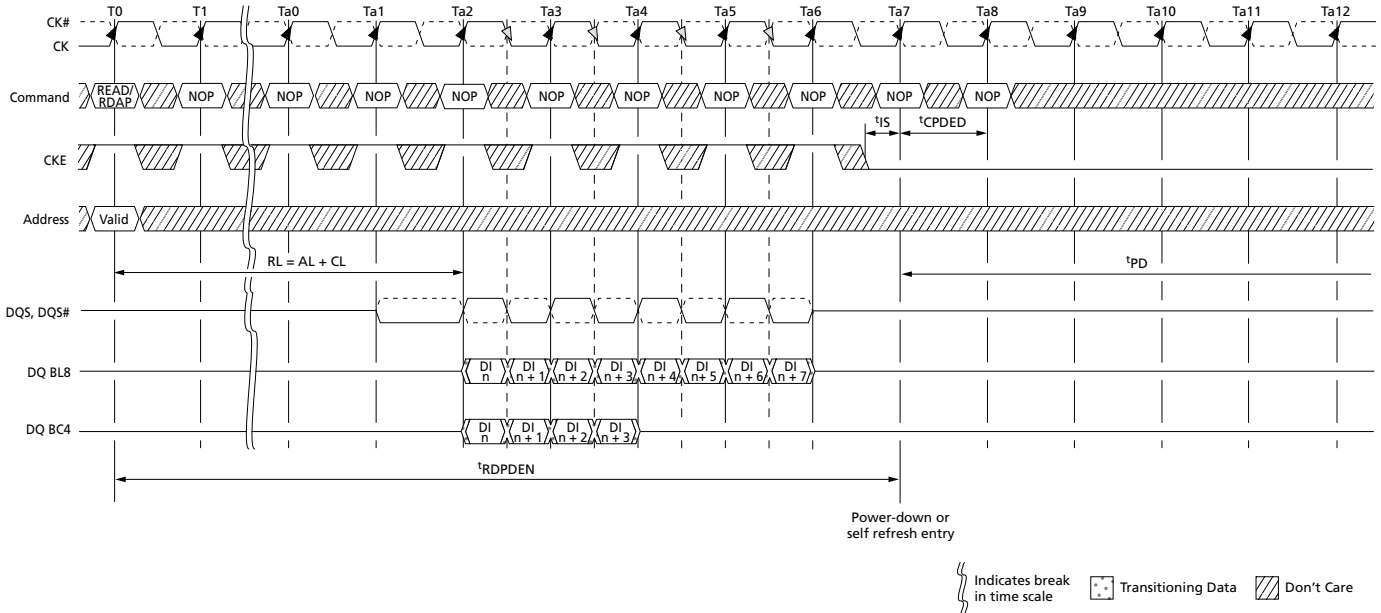 T0 T1 Ta0 Ta1 Ta2 Ta3 Ta4 Ta5 Ta6 Ta7 Ta8 Ta9 Ta10 Ta11 Ta12
CK#
CK
Command READ/ RDAP NOP NOP NOP NOP NOP NOP NOP NOP NOP NOP
tIS tCPDED
CKE
Address Valid
RL = AL + CL tPD
DQS, DQS#
DQ BL8 DI n DI n + 1 DI n + 2 DI n + 3 DI n + 4 DI n+ 5 DI n + 6 DI n + 7
DQ BC4 DI n DI n + 1 DI n + 2 DI n + 3
tRDPDEN
Power-down or
self refresh entry
Indicates break
in time scale
Transitioning Data
Don't Care